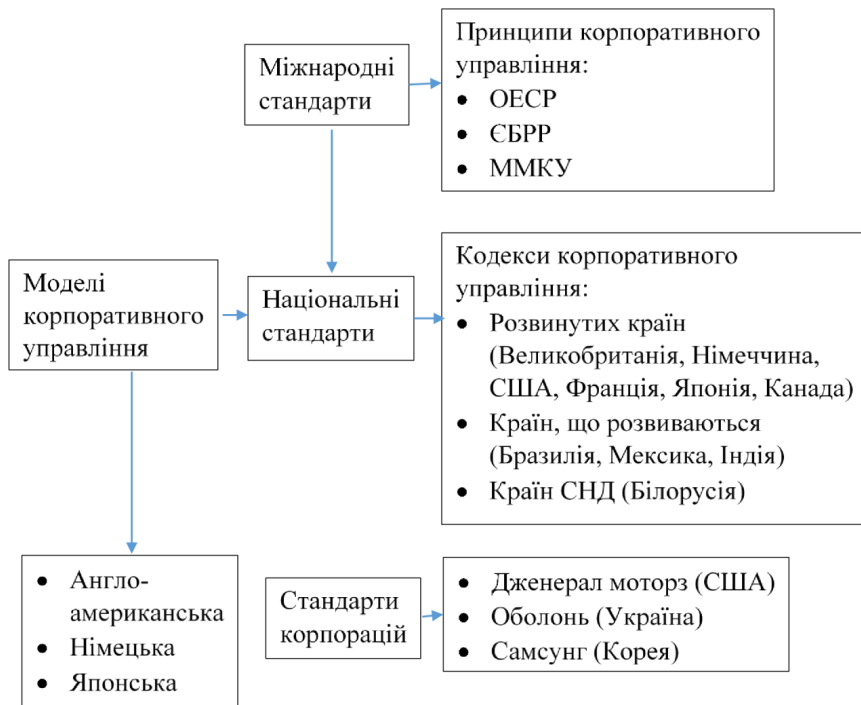 Міжнародні
стандарти
Принципи корпоративного
управління:
• ОЕСР
• ЄБРР
• ММКУ
Моделі
корпоративного
управління
Національні
стандарти
Кодекси корпоративного
управління:
• Розвинутих країн
(Великобританія, Німеччина,
США, Франція, Японія, Канада)
• Країн, що розвиваються
(Бразилія, Мексика, Індія)
• Країн СНД (Білорусія)
• Англо-
американська
• Німецька
• Японська
Стандарти
корпорацій
• Дженерал моторз (США)
• Оболонь (Україна)
• Самсунг (Корея)